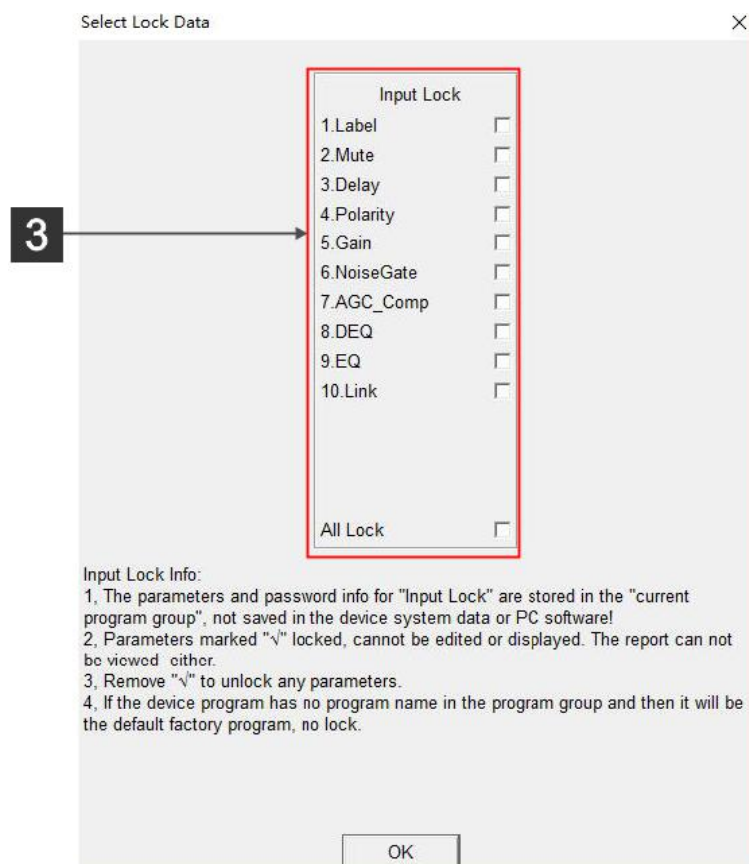 Select Lock Data
Input Lock
1.Label
2.Mute
3.Delay
4.Polarity
3
5.Gain
6.NoiseGate
7.AGC_Comp
8.DEQ
9.EQ
10.Link
All Lock
Input Lock Info:
1, The parameters and password info for "Input Lock" are stored in the "current
program group", not saved in the device system data or PC software!
2, Parameters marked "√" locked, cannot be edited or displayed. The report can not
be viewed either.
3, Remove "√" to unlock any parameters.
4, If the device program has no program name in the program group and then it will be
the default factory program, no lock.
OK